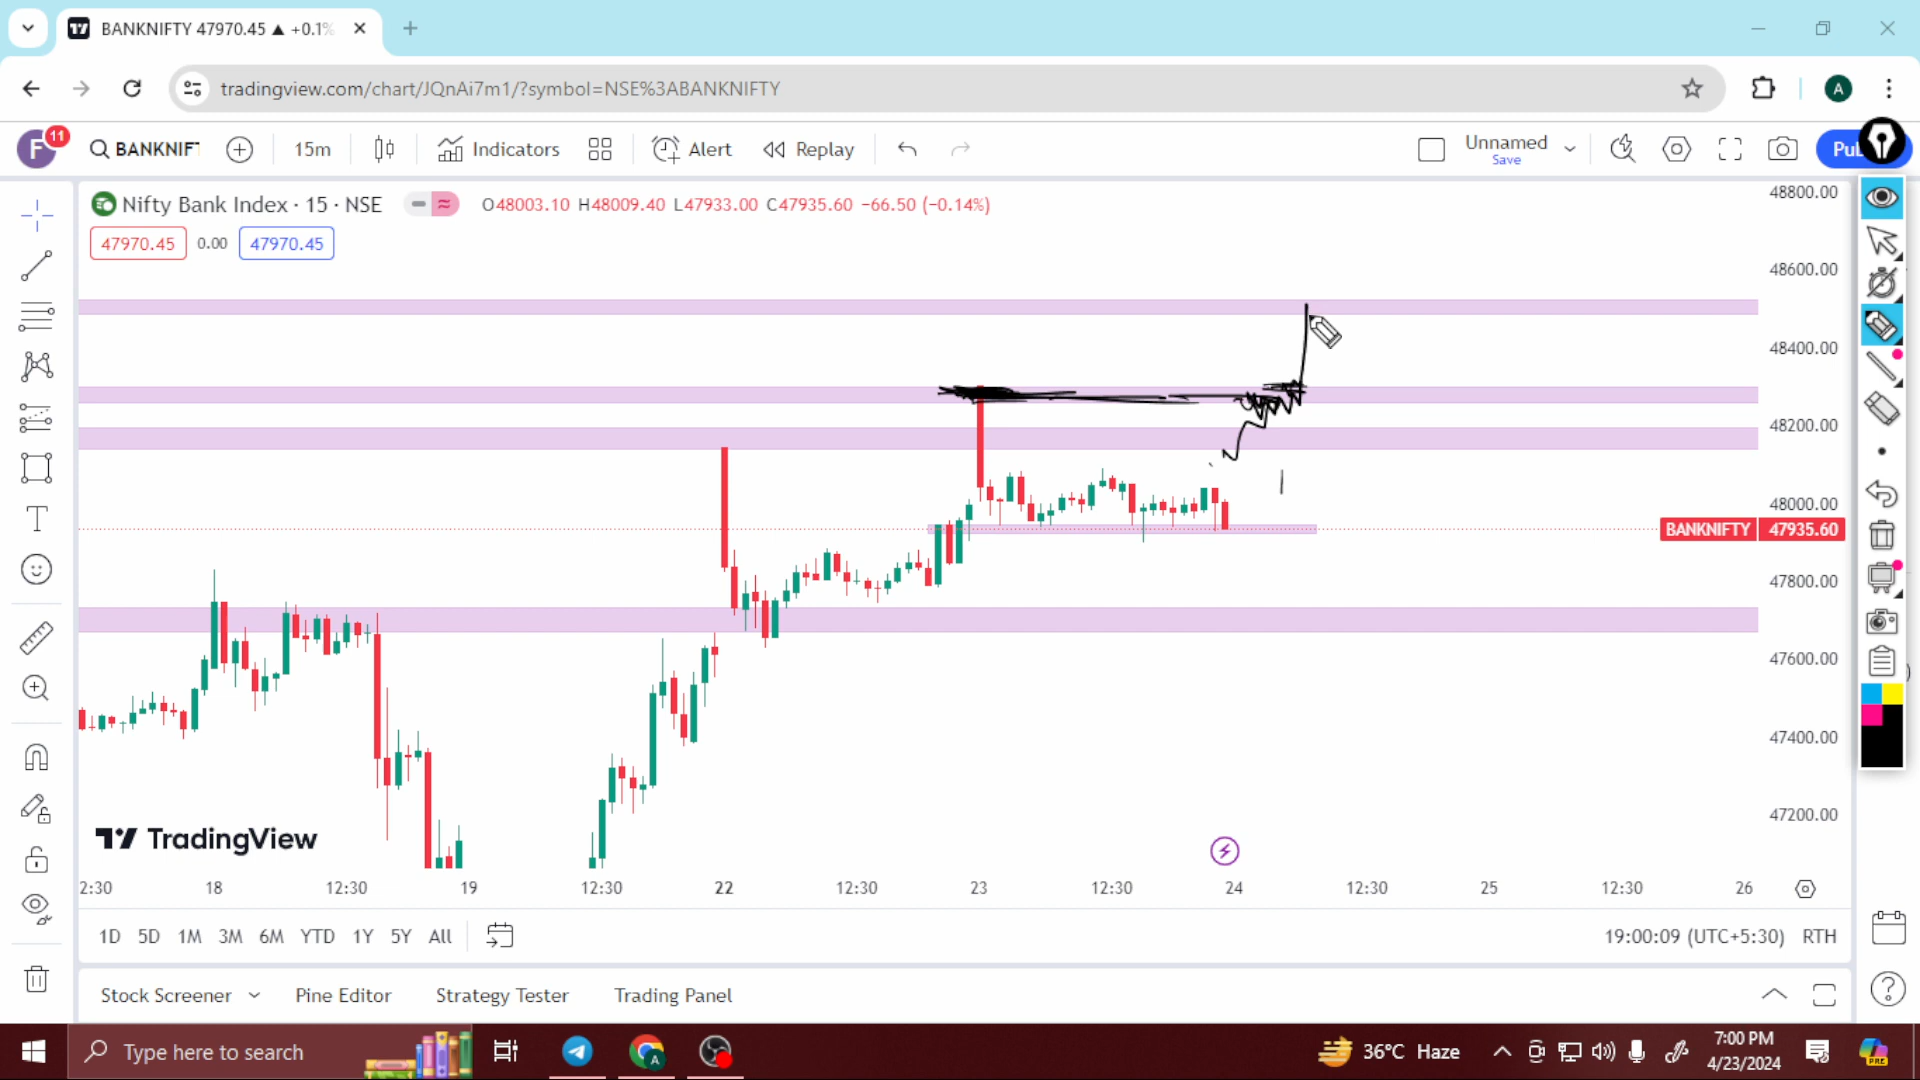 BANKNIFTY 47970.45 ▲ +0.1%
tradingview.com/chart/JQnAi7m1/?symbol=NSE%3ABANKNIFTY
A
F 11 BANKNIFT 15m Indicators Alert Replay Unnamed
Save
Nifty Bank Index · 15 · NSE O48003.10 H48009.40 L47933.00 C47935.60 −66.50 (−0.14%)
47970.45 0.00 47970.45
48800.00
48600.00
48400.00
48200.00
48000.00
BANKNIFTY 47935.60
47800.00
47600.00
47400.00
47200.00
TradingView
2:30 18 12:30 19 12:30 22 12:30 23 12:30 24 12:30 25 12:30 26
1D 5D 1M 3M 6M YTD 1Y 5Y All 19:00:09 (UTC+5:30) RTH
Stock Screener Pine Editor Strategy Tester Trading Panel
Type here to search 36°C Haze 7:00 PM
4/23/2024
PRE